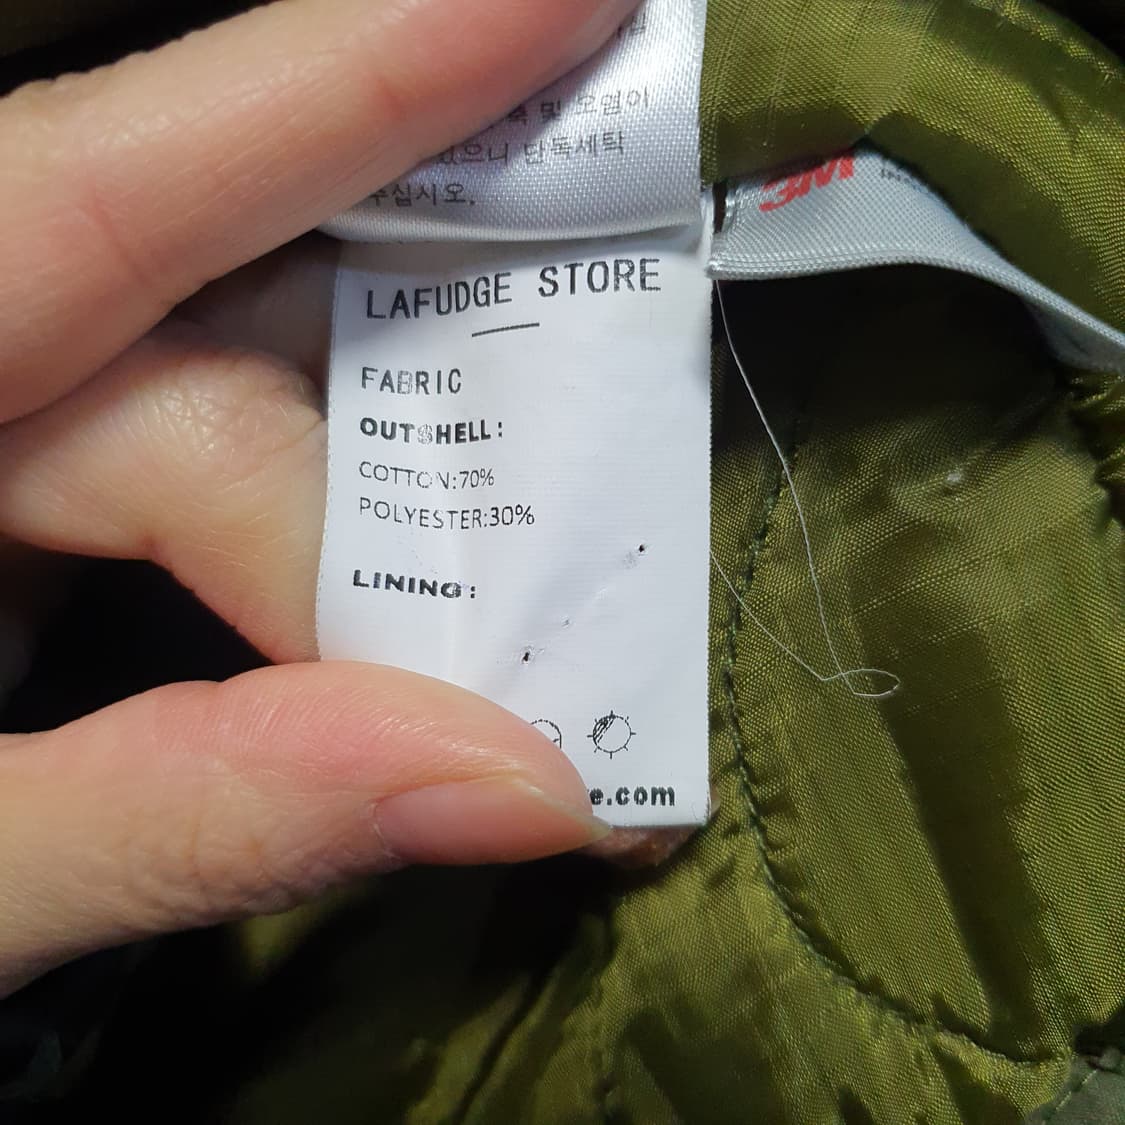 및 오염이
있으니 단독세탁
주십시오.
3M
LAFUDGE STORE
FABRIC
OUTSHELL:
COTTON:70%
POLYESTER:30%
LINING:
e.com